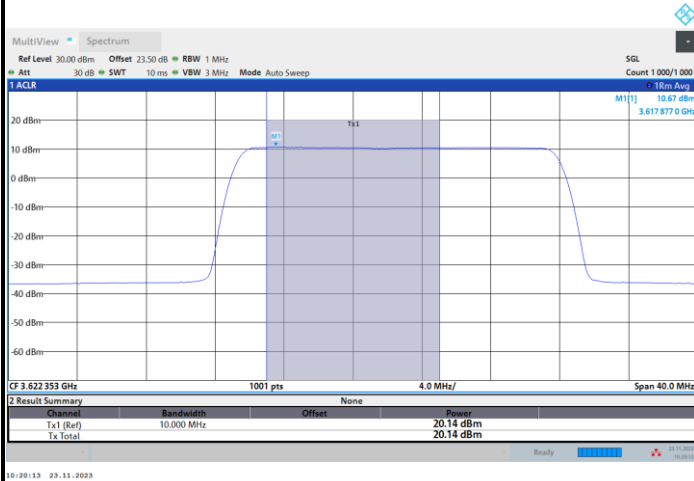 MultiView Spectrum
Ref Level 30.00 dBm Offset 23.50 dB RBW 1 MHz SGL
Att 30 dB SWT 10 ms VBW 3 MHz Mode Auto Sweep Count 1 000/1 000
1 ACLR 1Rm Avg
M1[1] 10.67 dBm
3.617 877 0 GHz
20 dBm
Tx1
M1
10 dBm
0 dBm
-10 dBm
-20 dBm
-30 dBm
-40 dBm
-50 dBm
-60 dBm
CF 3.622 353 GHz 1001 pts 4.0 MHz/ Span 40.0 MHz
2 Result Summary None
Channel Bandwidth Offset Power
Tx1 (Ref) 10.000 MHz 20.14 dBm
Tx Total 20.14 dBm
Ready
10:20:13 23.11.2023